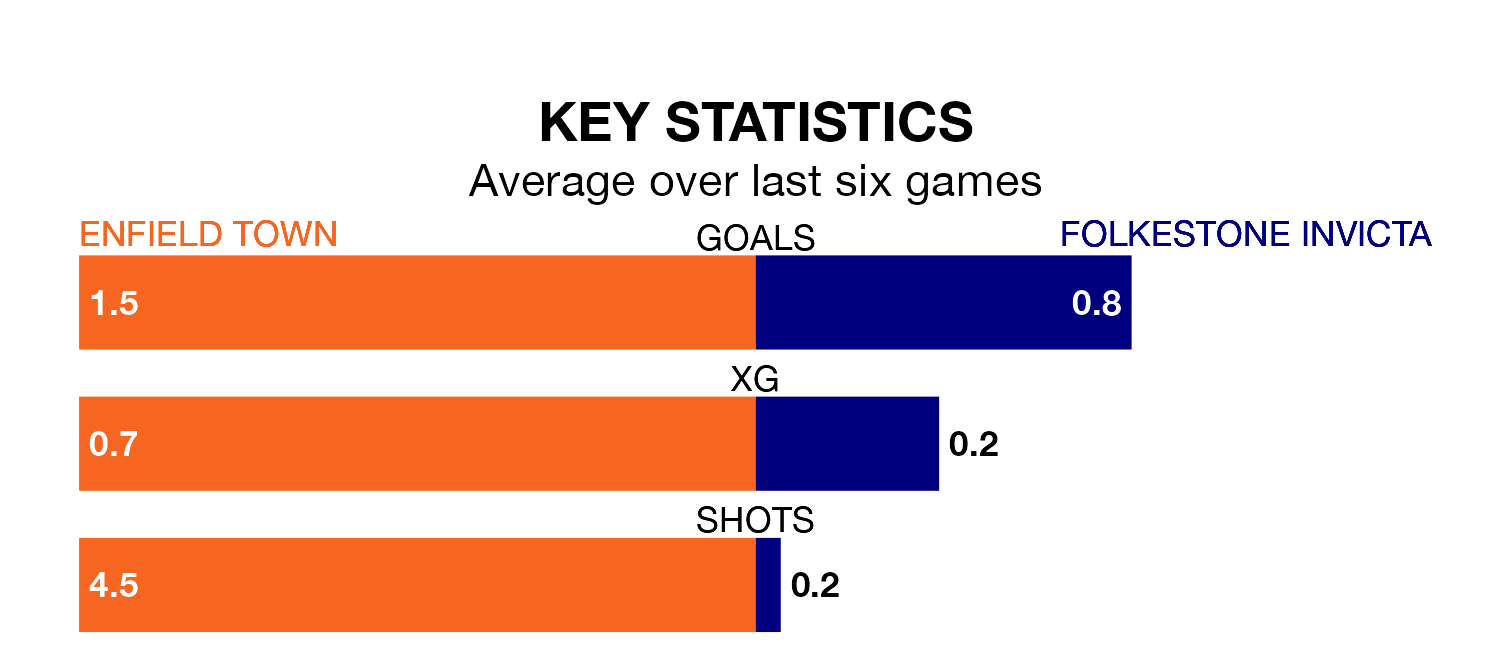 KEY STATISTICS
Average over last six games
ENFIELD TOWN
GOALS
FOLKESTONE INVICTA
1.5
0.8
XG
0.7
0.2
SHOTS
4.5
0.2